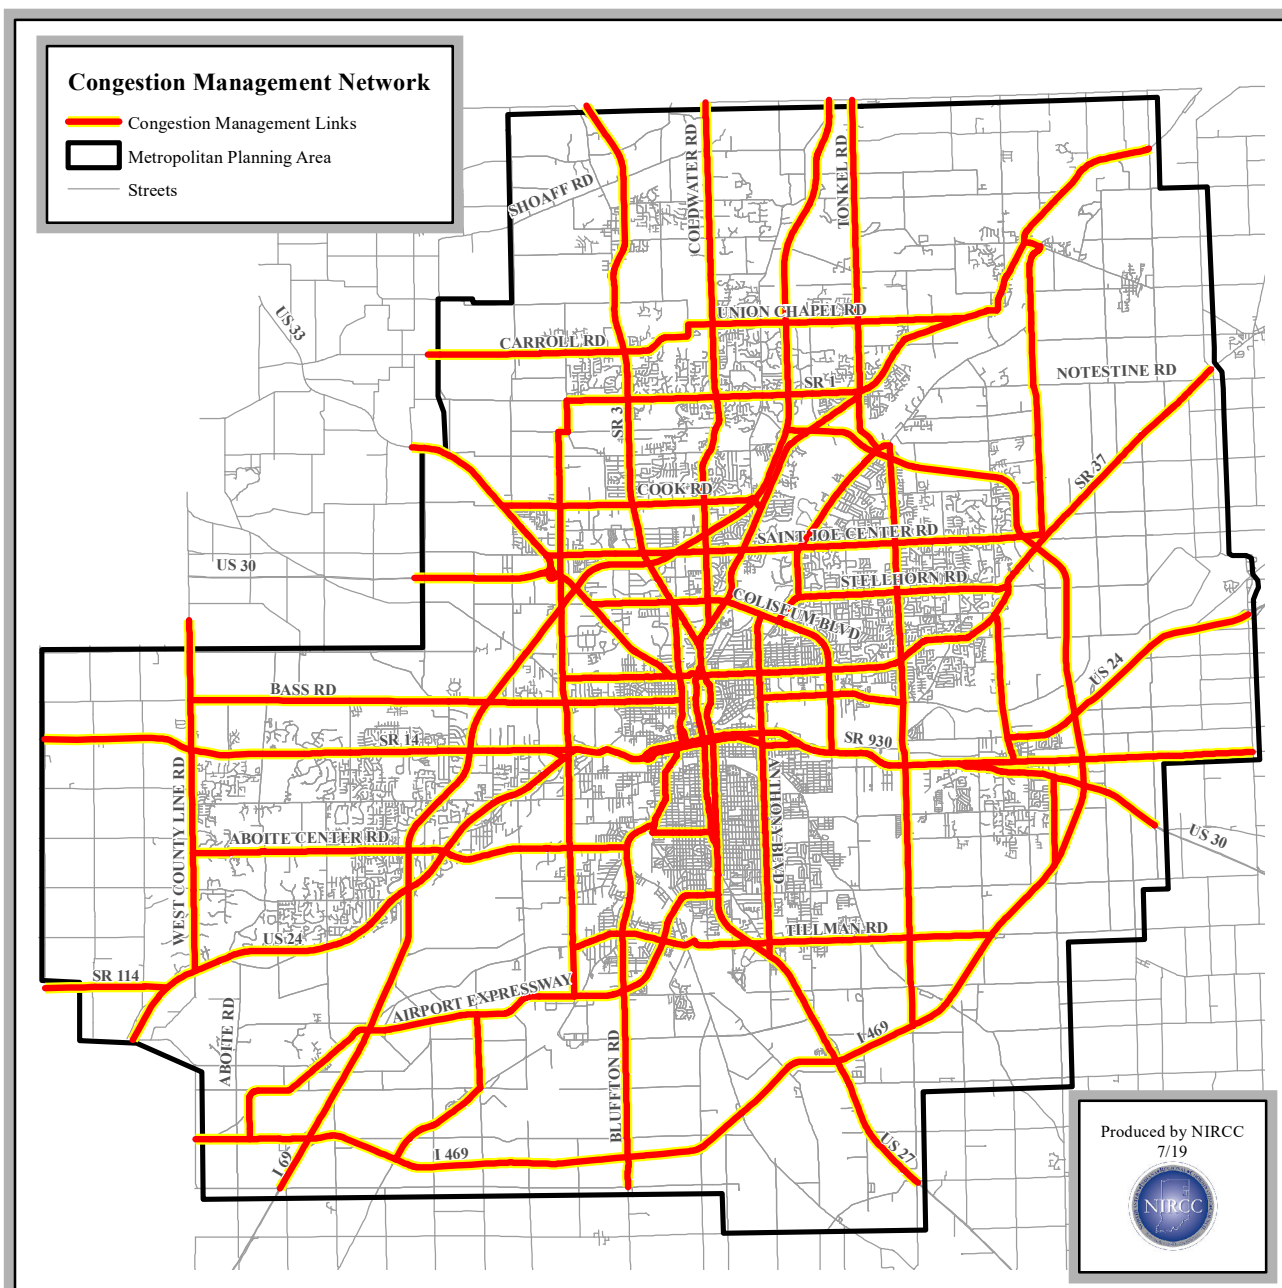 Congestion Management Network
Congestion Management Links
Metropolitan Planning Area
Streets
SHOAFF RD
COLDWATER RD
TONKEL RD
US 33
UNION CHAPEL RD
CARROLL RD
NOTESTINE RD
SR 1
SR 3
SR 37
COOK RD
SAINT JOE CENTER RD
US 30
STELLHORN RD
COLISEUM BLVD
US 24
BASS RD
SR 14
SR 930
WEST COUNTY LINE RD
ANTHONY BLVD
ABOITE CENTER RD
US 30
US 24
TILLMAN RD
SR 114
AIRPORT EXPRESSWAY
ABOITE RD
I 469
BLUFFTON RD
I 69
I 469
US 27
Produced by NIRCC
7/19
NIRCC